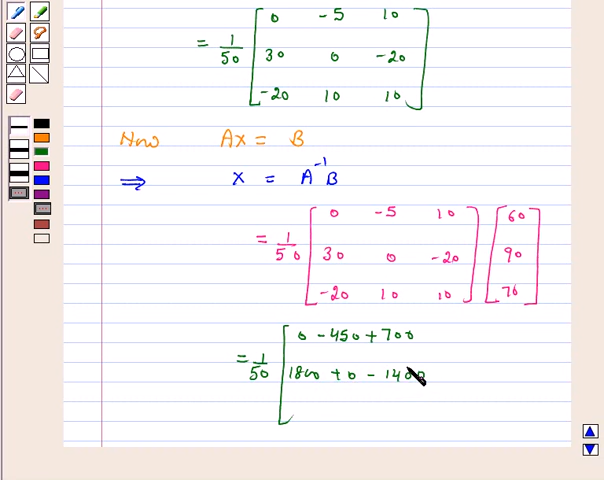 0 -5 10
= 1/50 30 0 -20
-20 10 10
Now Ax = B
⇒ x = A⁻¹B
0 -5 10 60
= 1/50 30 0 -20 90
-20 10 10 70
0 - 450 + 700
= 1/50 1800 + 0 - 1400